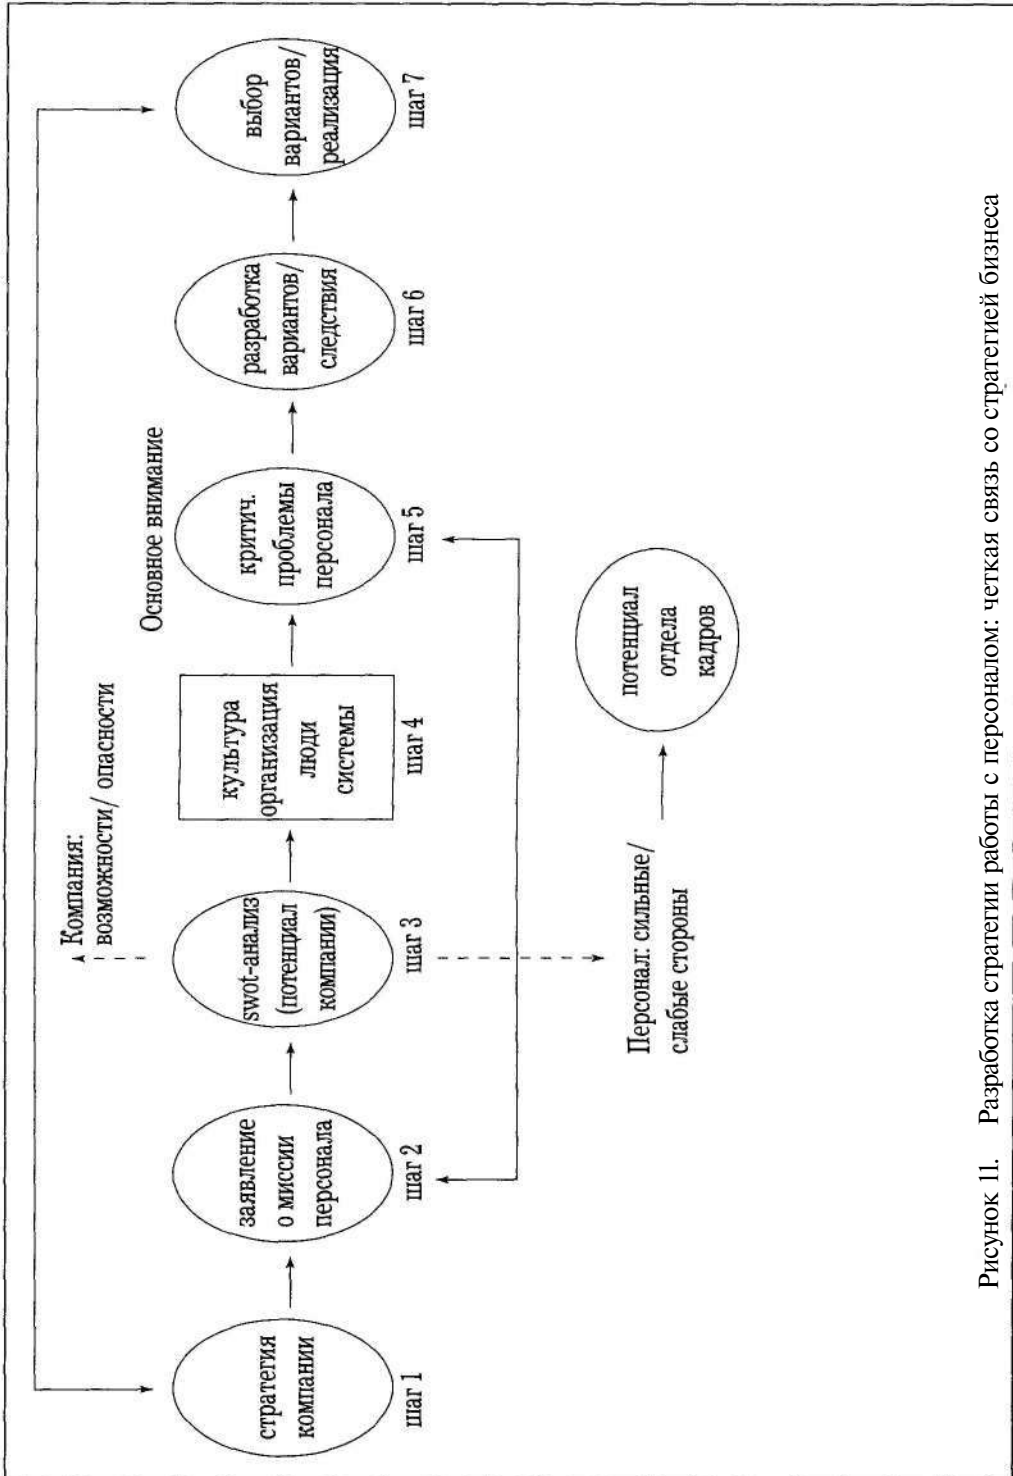 Компания:
возможности/ опасности
Основное внимание
стратегия
компании
шаг 1
заявление
о миссии
персонала
шаг 2
swot-анализ
(потенциал
компании)
шаг 3
культура
организация
люди
системы
шаг 4
критич.
проблемы
персонала
шаг 5
разработка
вариантов/
следствия
шаг 6
выбор
вариантов/
реализация
шаг 7
Персонал: сильные/
слабые стороны
потенциал
отдела
кадров
Рисунок 11. Разработка стратегии работы с персоналом: четкая связь со стратегией бизнеса